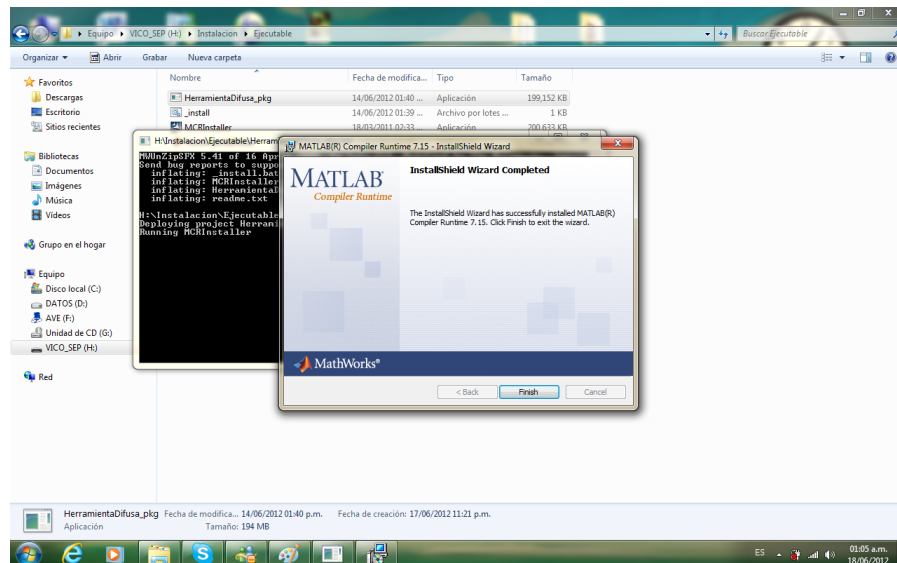 Equipo ▸ VICO_SEP (H:) ▸ Instalacion ▸ Ejecutable
Buscar Ejecutable
Organizar ▾ Abrir Grabar Nueva carpeta
Favoritos
Descargas
Escritorio
Sitios recientes
Bibliotecas
Documentos
Imágenes
Música
Vídeos
Grupo en el hogar
Equipo
Disco local (C:)
DATOS (D:)
AVE (F:)
Unidad de CD (G:)
VICO_SEP (H:)
Red
Nombre Fecha de modifica... Tipo Tamaño
HerramientaDifusa_pkg 14/06/2012 01:40 ... Aplicación 199,152 KB
_install 14/06/2012 01:39 ... Archivo por lotes ... 1 KB
MCRInstaller 18/03/2011 02:33 ... Aplicación 200,633 KB
H:\Instalacion\Ejecutable\Herram
MWUnZipSFX 5.41 of 16 Apr
Send bug reports to suppo
inflating: _install.bat
inflating: MCRInstaller
inflating: HerramientaD
inflating: readme.txt
H:\Instalacion\Ejecutable
Deploying project Herrami
Running MCRInstaller
MATLAB(R) Compiler Runtime 7.15 - InstallShield Wizard
MATLAB
Compiler Runtime
InstallShield Wizard Completed
The InstallShield Wizard has successfully installed MATLAB(R)
Compiler Runtime 7.15. Click Finish to exit the wizard.
MathWorks®
< Back Finish Cancel
HerramientaDifusa_pkg Fecha de modifica... 14/06/2012 01:40 p.m. Fecha de creación: 17/06/2012 11:21 p.m.
Aplicación Tamaño: 194 MB
ES 01:05 a.m.
18/06/2012